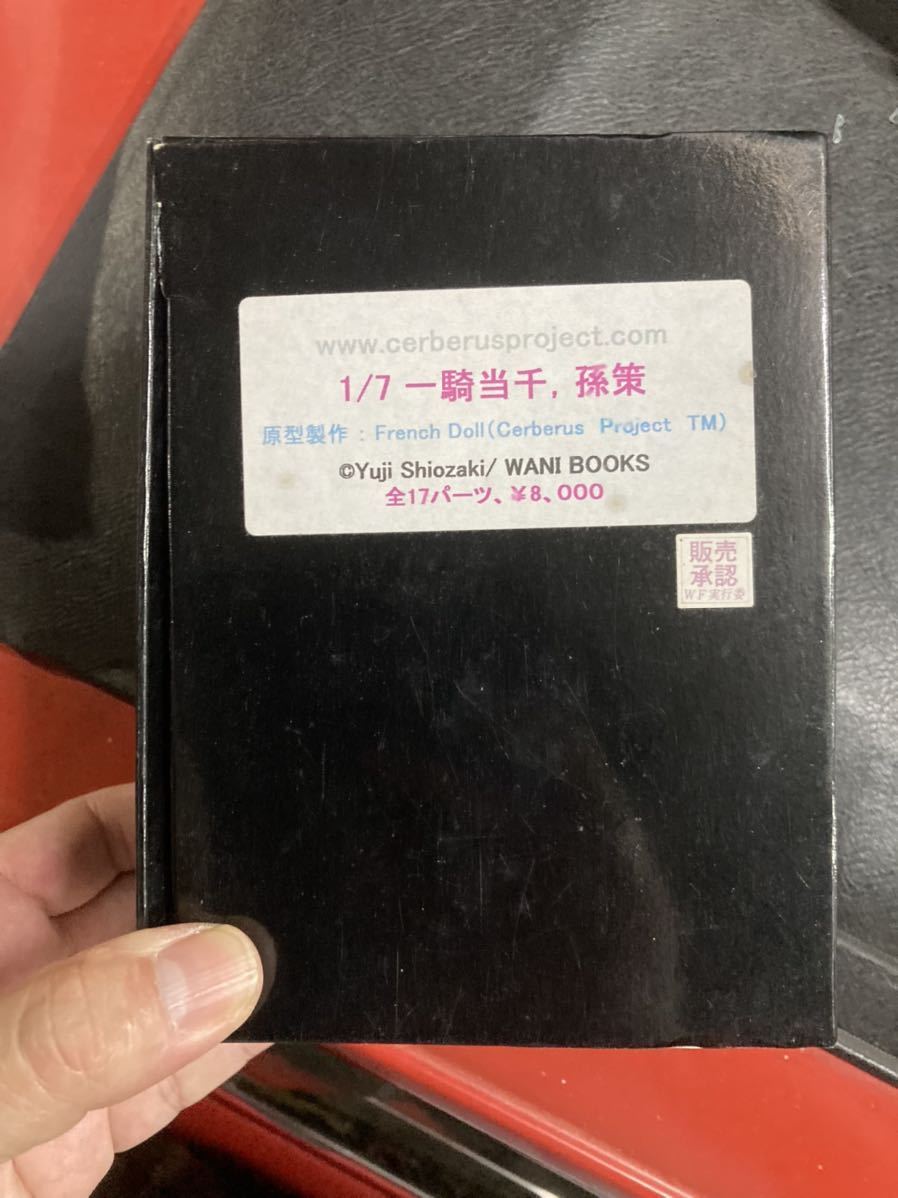 www.cerberusproject.com
1/7 一騎当千, 孫策
原型製作 : French Doll(Cerberus Project TM)
©Yuji Shiozaki/ WANI BOOKS
全17パーツ、¥8、000
販売
承認
WF実行委